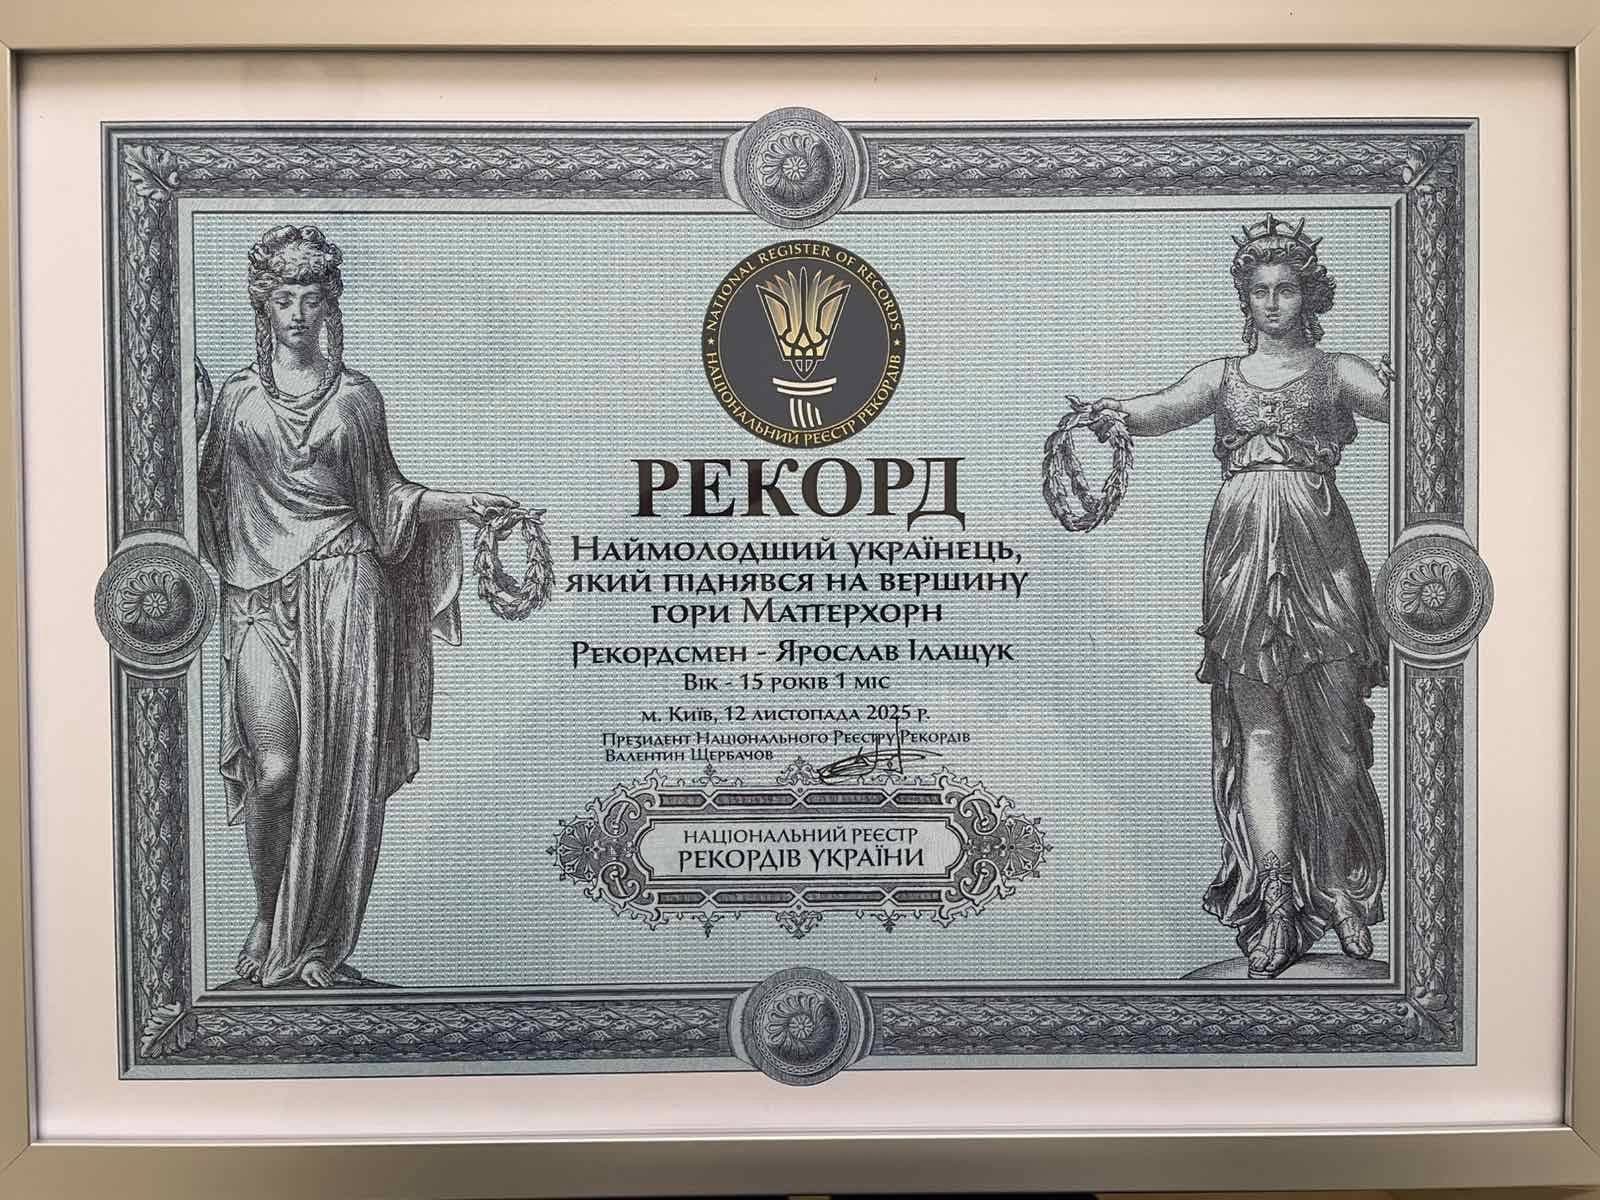 NATIONAL REGISTER OF RECORDS
НАЦІОНАЛЬНИЙ РЕЄСТР РЕКОРДІВ
РЕКОРД
Наймолодший українець,
який піднявся на вершину
гори Маттерхорн
Рекордсмен - Ярослав Ілащук
Вік - 15 років 1 міс
м. Київ, 12 листопада 2025 р.
Президент Національного Реєстру Рекордів
Валентин Щербачов
НАЦІОНАЛЬНИЙ РЕЄСТР
РЕКОРДІВ УКРАЇНИ